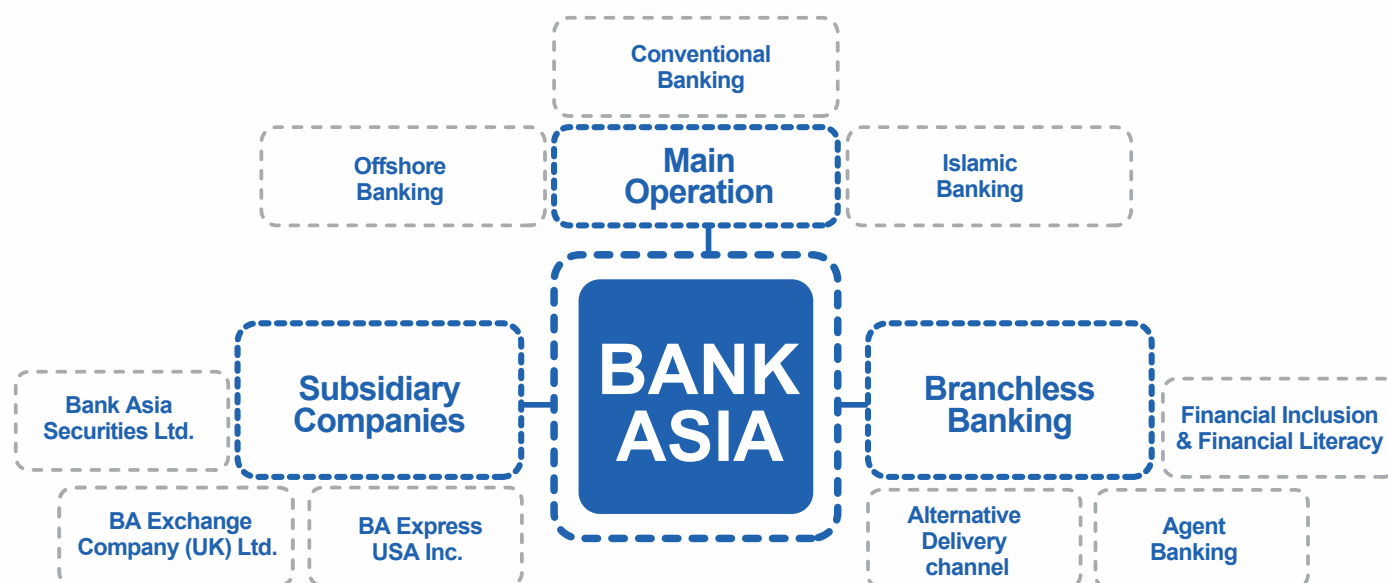 Conventional
Banking
Offshore
Banking
Main
Operation
Islamic
Banking
BANK
ASIA
Subsidiary
Companies
Bank Asia
Securities Ltd.
BA Exchange
Company (UK) Ltd.
BA Express
USA Inc.
Branchless
Banking
Financial Inclusion
& Financial Literacy
Alternative
Delivery
channel
Agent
Banking